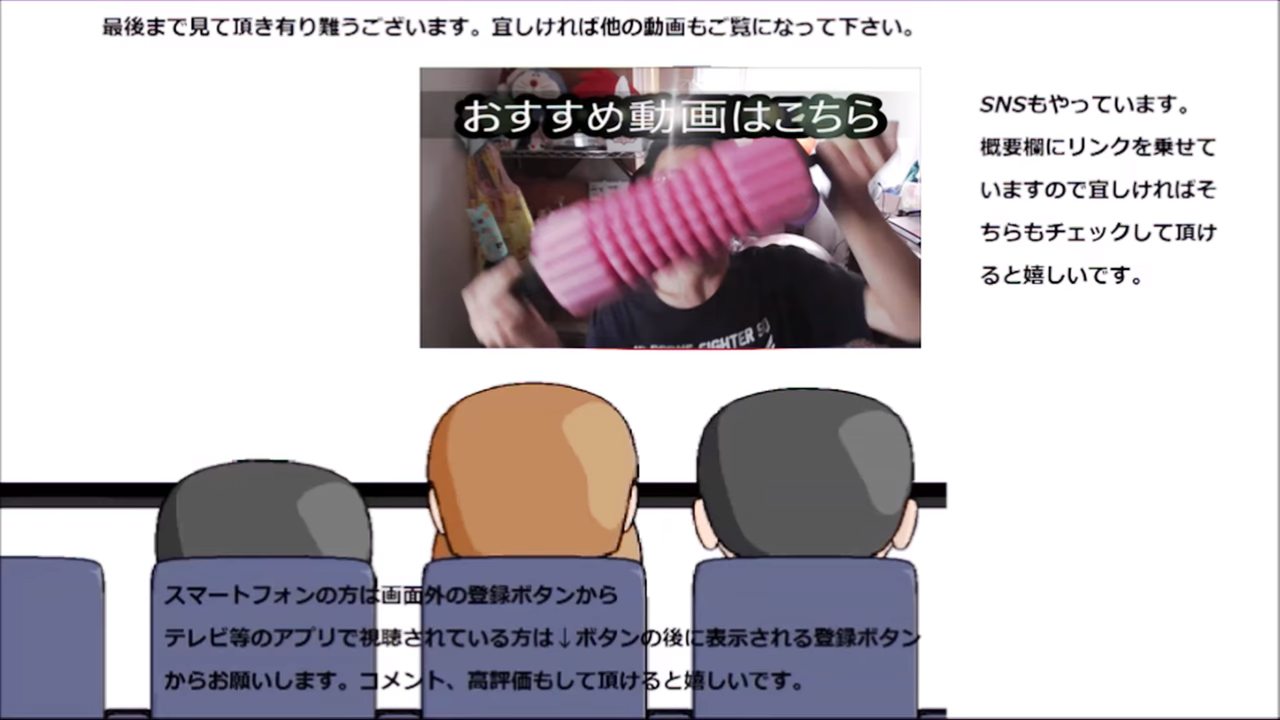 最後まで見て頂き有り難うございます。宜しければ他の動画もご覧になって下さい。
おすすめ動画はこちら
SNSもやっています。
概要欄にリンクを乗せて
いますので宜しければそ
ちらもチェックして頂け
ると嬉しいです。
FIGHTER
スマートフォンの方は画面外の登録ボタンから
テレビ等のアプリで視聴されている方は↓ボタンの後に表示される登録ボタン
からお願いします。コメント、高評価もして頂けると嬉しいです。